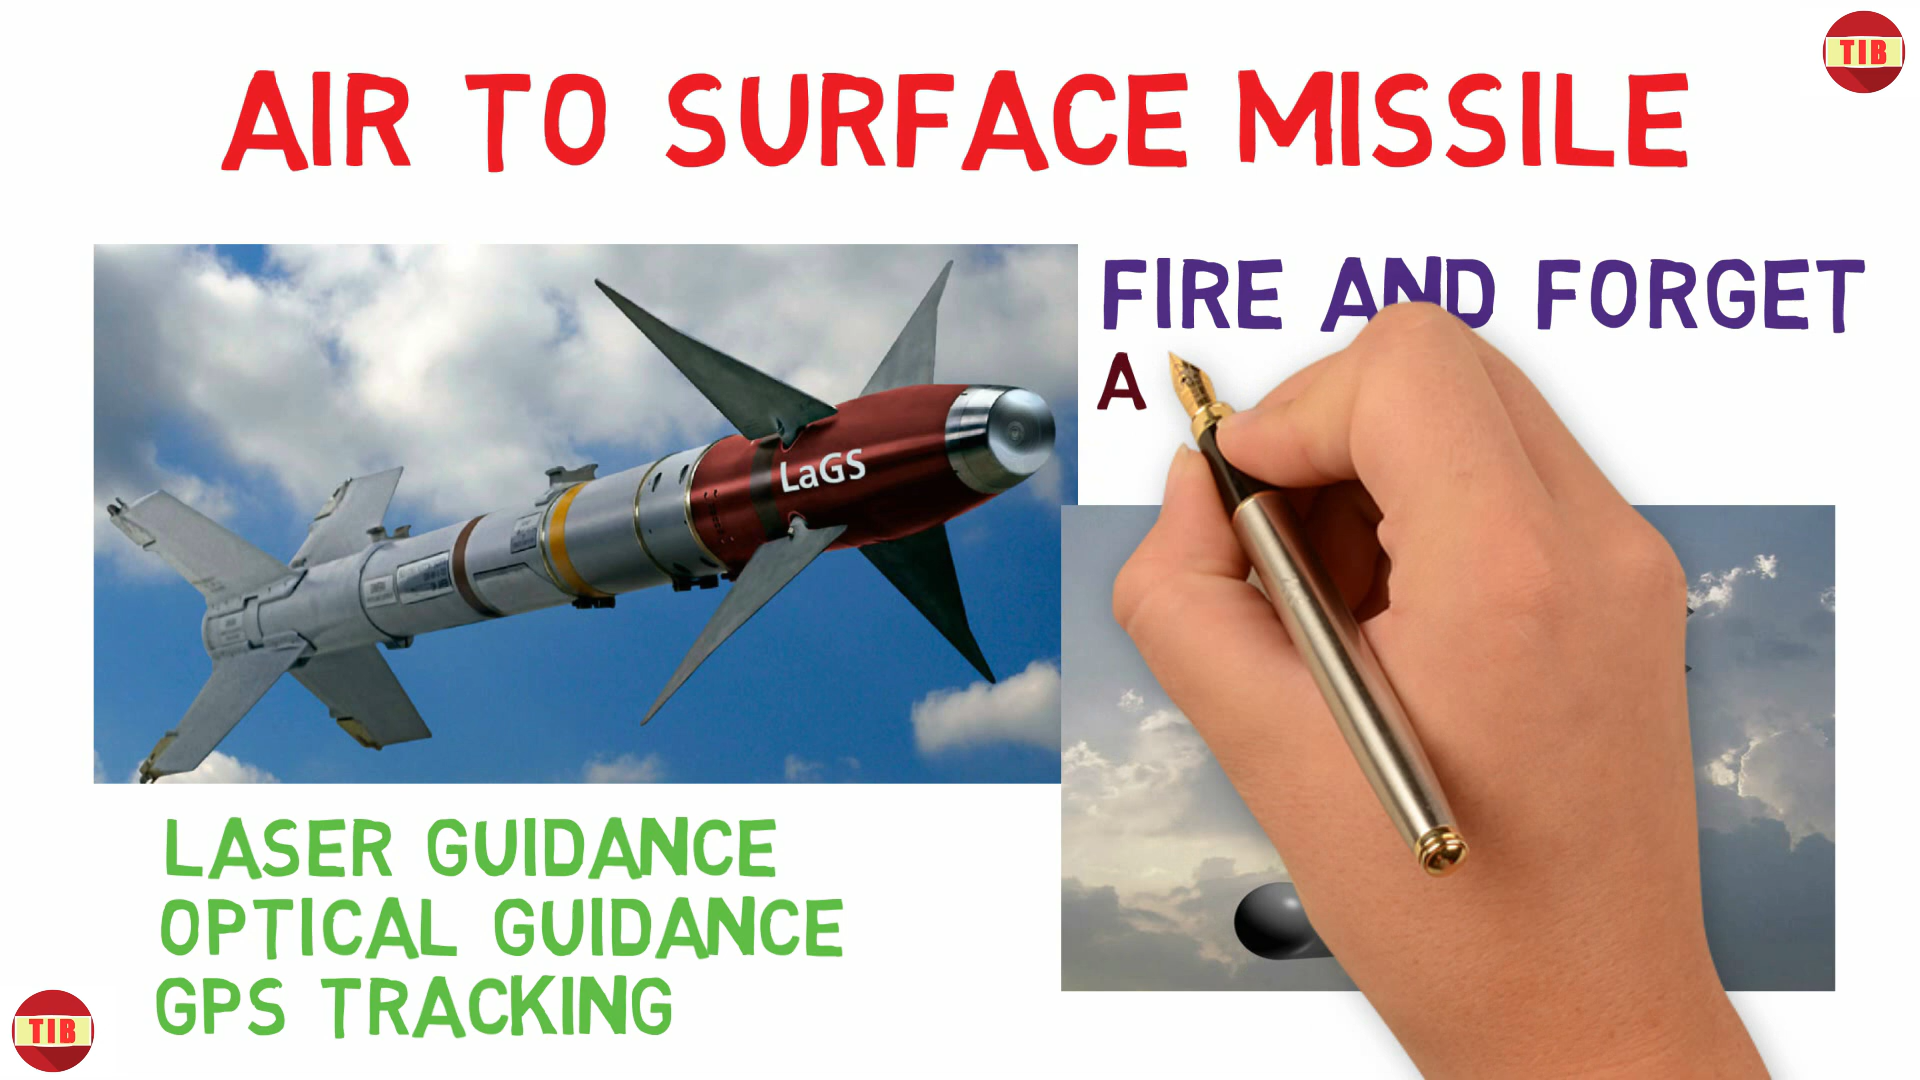 TIB
AIR TO SURFACE MISSILE
FIRE AND FORGET
A
LaGS
LASER GUIDANCE
OPTICAL GUIDANCE
GPS TRACKING
TIB